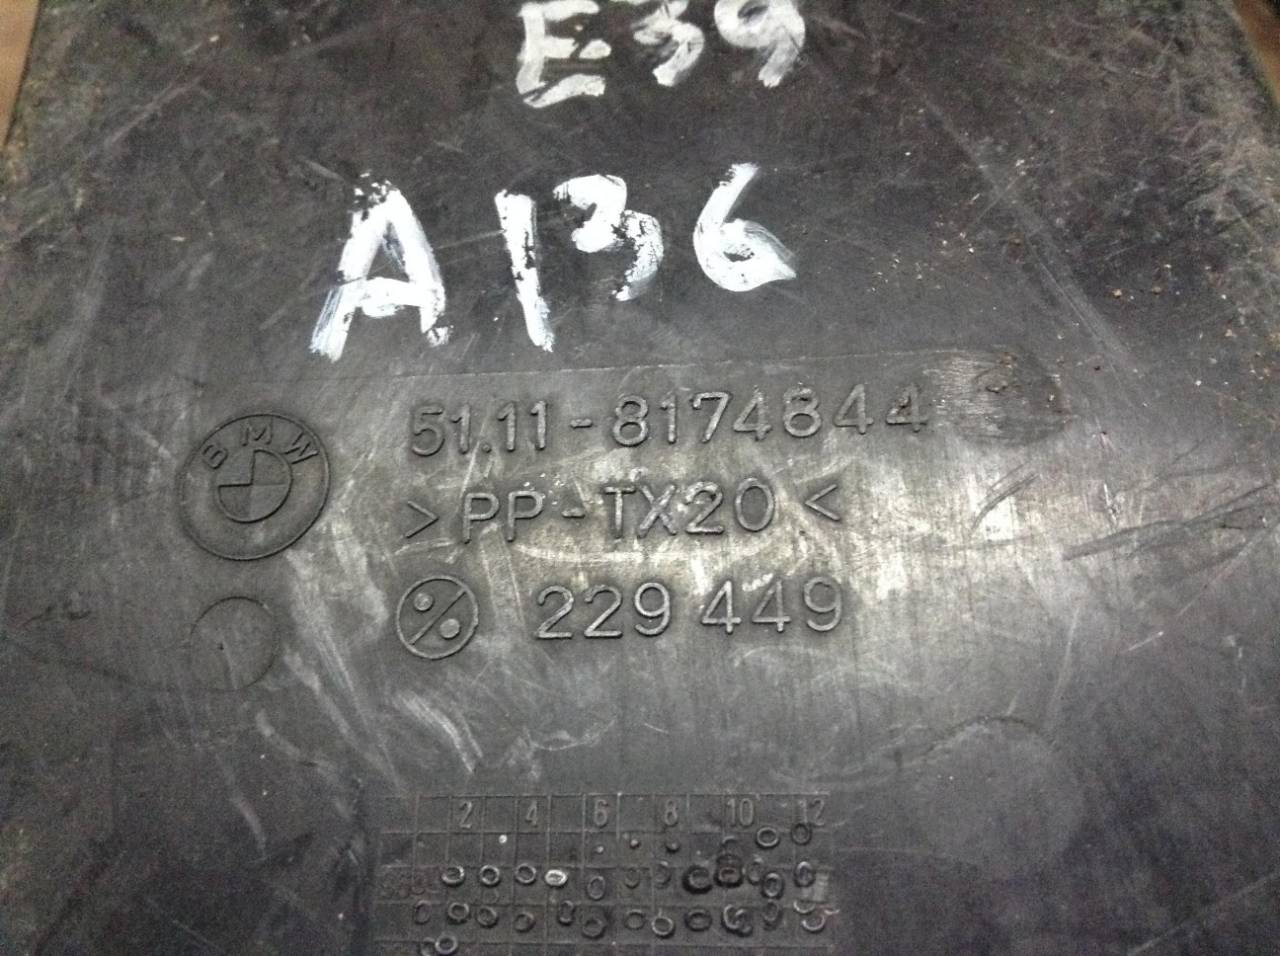 E39
A136
51.11-8174844
BMW
>PP-TX20<
229 449
2 4 6 8 10 12